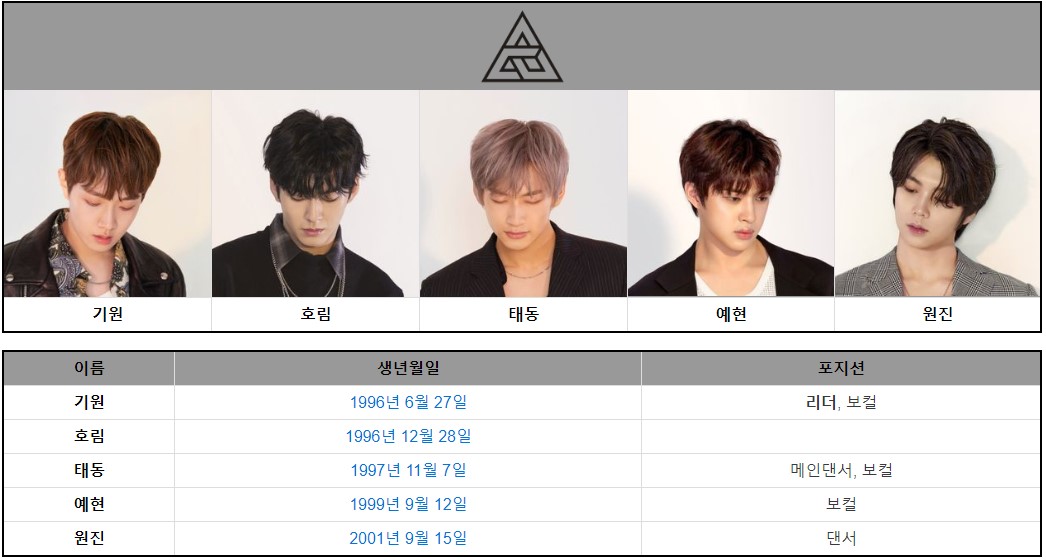 기원 호림 태동 예현 원진
이름 생년월일 포지션
기원 1996년 6월 27일 리더, 보컬
호림 1996년 12월 28일
태동 1997년 11월 7일 메인댄서, 보컬
예현 1999년 9월 12일 보컬
원진 2001년 9월 15일 댄서